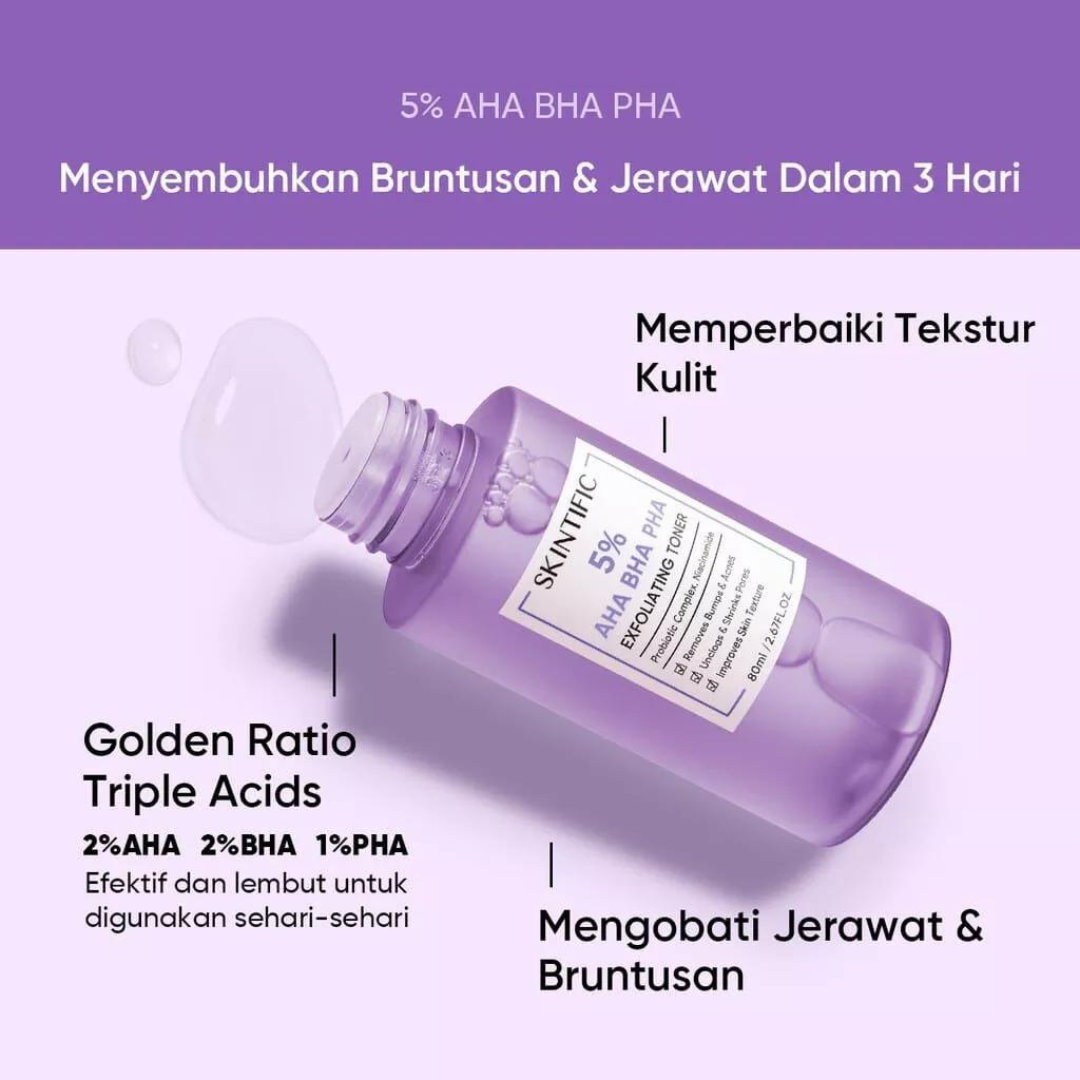 5% AHA BHA PHA
Menyembuhkan Bruntusan & Jerawat Dalam 3 Hari
Memperbaiki Tekstur
Kulit
SKINTIFIC
5%
AHA BHA PHA
EXFOLIATING TONER
Probiotic Complex, Niacinamide
Removes Bumps & Acnes
Unclogs & Shrinks Pores
Improves Skin Texture
80ml / 2.67FL.OZ
Golden Ratio
Triple Acids
2%AHA 2%BHA 1%PHA
Efektif dan lembut untuk
digunakan sehari-sehari
Mengobati Jerawat &
Bruntusan